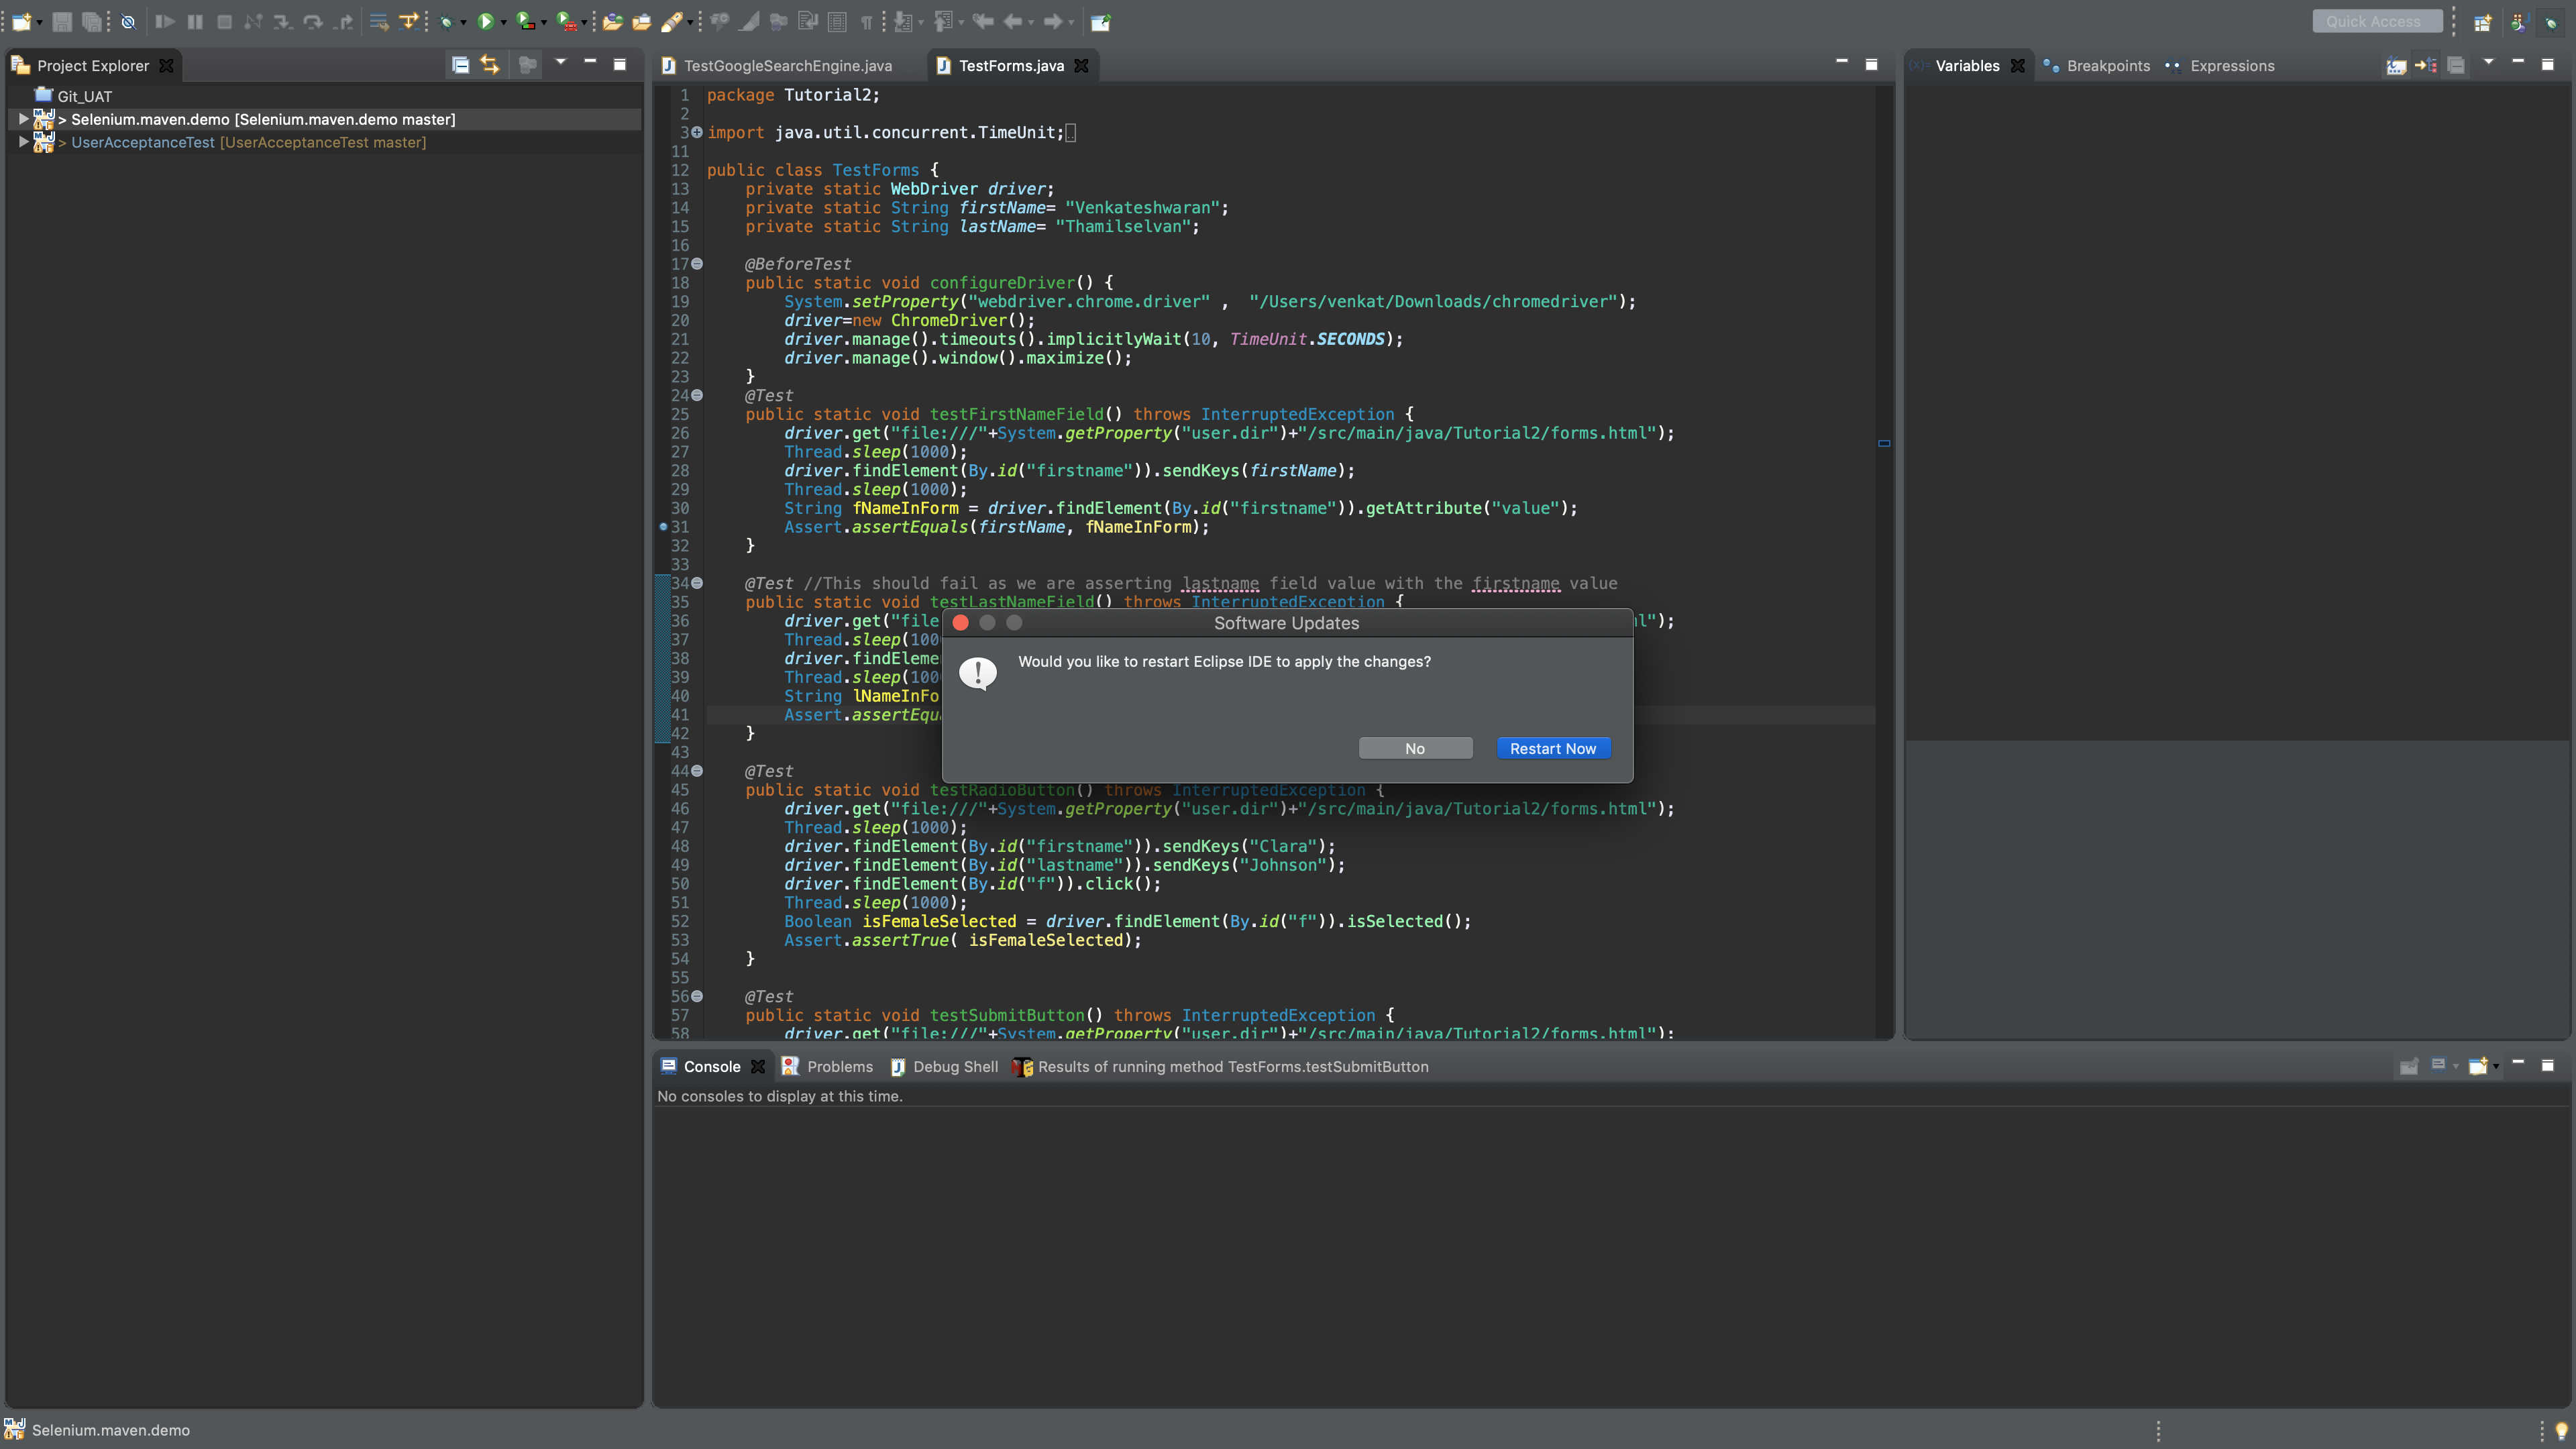 Quick Access
Project Explorer
Git_UAT
> Selenium.maven.demo [Selenium.maven.demo master]
> UserAcceptanceTest [UserAcceptanceTest master]
TestGoogleSearchEngine.java
TestForms.java
1 package Tutorial2;
2
3 import java.util.concurrent.TimeUnit;
11
12 public class TestForms {
13 private static WebDriver driver;
14 private static String firstName= "Venkateshwaran";
15 private static String lastName= "Thamilselvan";
16
17 @BeforeTest
18 public static void configureDriver() {
19 System.setProperty("webdriver.chrome.driver" , "/Users/venkat/Downloads/chromedriver");
20 driver=new ChromeDriver();
21 driver.manage().timeouts().implicitlyWait(10, TimeUnit.SECONDS);
22 driver.manage().window().maximize();
23 }
24 @Test
25 public static void testFirstNameField() throws InterruptedException {
26 driver.get("file:///"+System.getProperty("user.dir")+"/src/main/java/Tutorial2/forms.html");
27 Thread.sleep(1000);
28 driver.findElement(By.id("firstname")).sendKeys(firstName);
29 Thread.sleep(1000);
30 String fNameInForm = driver.findElement(By.id("firstname")).getAttribute("value");
31 Assert.assertEquals(firstName, fNameInForm);
32 }
33
34 @Test //This should fail as we are asserting lastname field value with the firstname value
35 public static void testLastNameField() throws InterruptedException {
36 driver.get("file ml");
37 Thread.sleep(100
38 driver.findEleme
39 Thread.sleep(100
40 String lNameInFo
41 Assert.assertEqu
42 }
43
44 @Test
45 public static void testRadioButton() throws InterruptedException {
46 driver.get("file:///"+System.getProperty("user.dir")+"/src/main/java/Tutorial2/forms.html");
47 Thread.sleep(1000);
48 driver.findElement(By.id("firstname")).sendKeys("Clara");
49 driver.findElement(By.id("lastname")).sendKeys("Johnson");
50 driver.findElement(By.id("f")).click();
51 Thread.sleep(1000);
52 Boolean isFemaleSelected = driver.findElement(By.id("f")).isSelected();
53 Assert.assertTrue( isFemaleSelected);
54 }
55
56 @Test
57 public static void testSubmitButton() throws InterruptedException {
58 driver.get("file:///"+System.getProperty("user.dir")+"/src/main/java/Tutorial2/forms.html");
Software Updates
Would you like to restart Eclipse IDE to apply the changes?
No
Restart Now
Variables
Breakpoints
Expressions
Console
Problems
Debug Shell
Results of running method TestForms.testSubmitButton
No consoles to display at this time.
Selenium.maven.demo